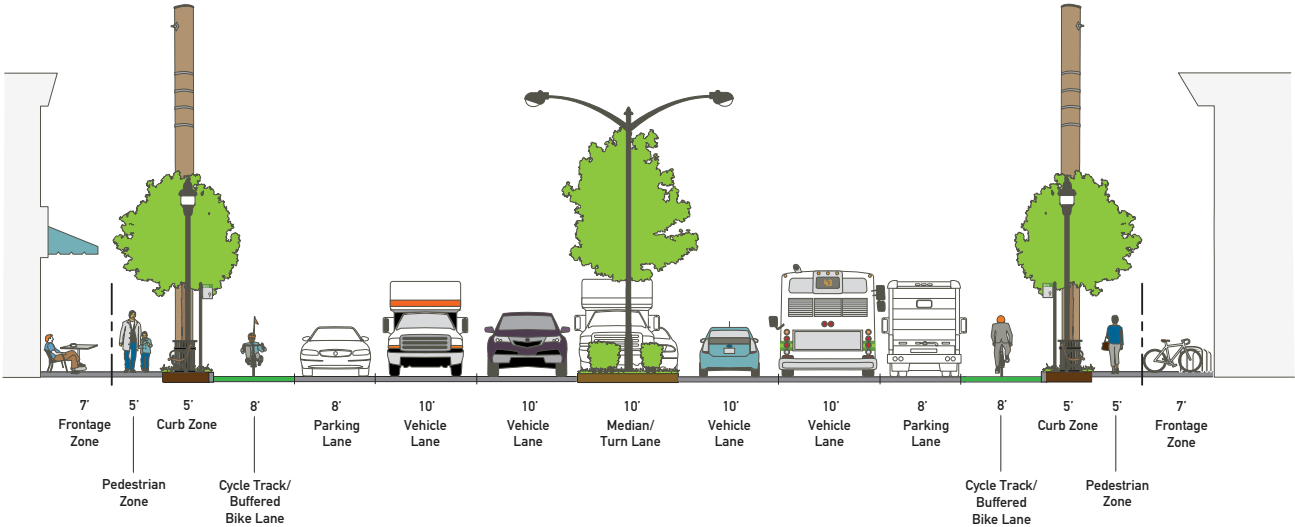 43
7’
Frontage
Zone
5’
Pedestrian
Zone
5’
Curb Zone
8’
Cycle Track/
Buffered
Bike Lane
8’
Parking
Lane
10’
Vehicle
Lane
10’
Vehicle
Lane
10’
Median/
Turn Lane
10’
Vehicle
Lane
10’
Vehicle
Lane
8’
Parking
Lane
8’
Cycle Track/
Buffered
Bike Lane
5’
Curb Zone
5’
Pedestrian
Zone
7’
Frontage
Zone